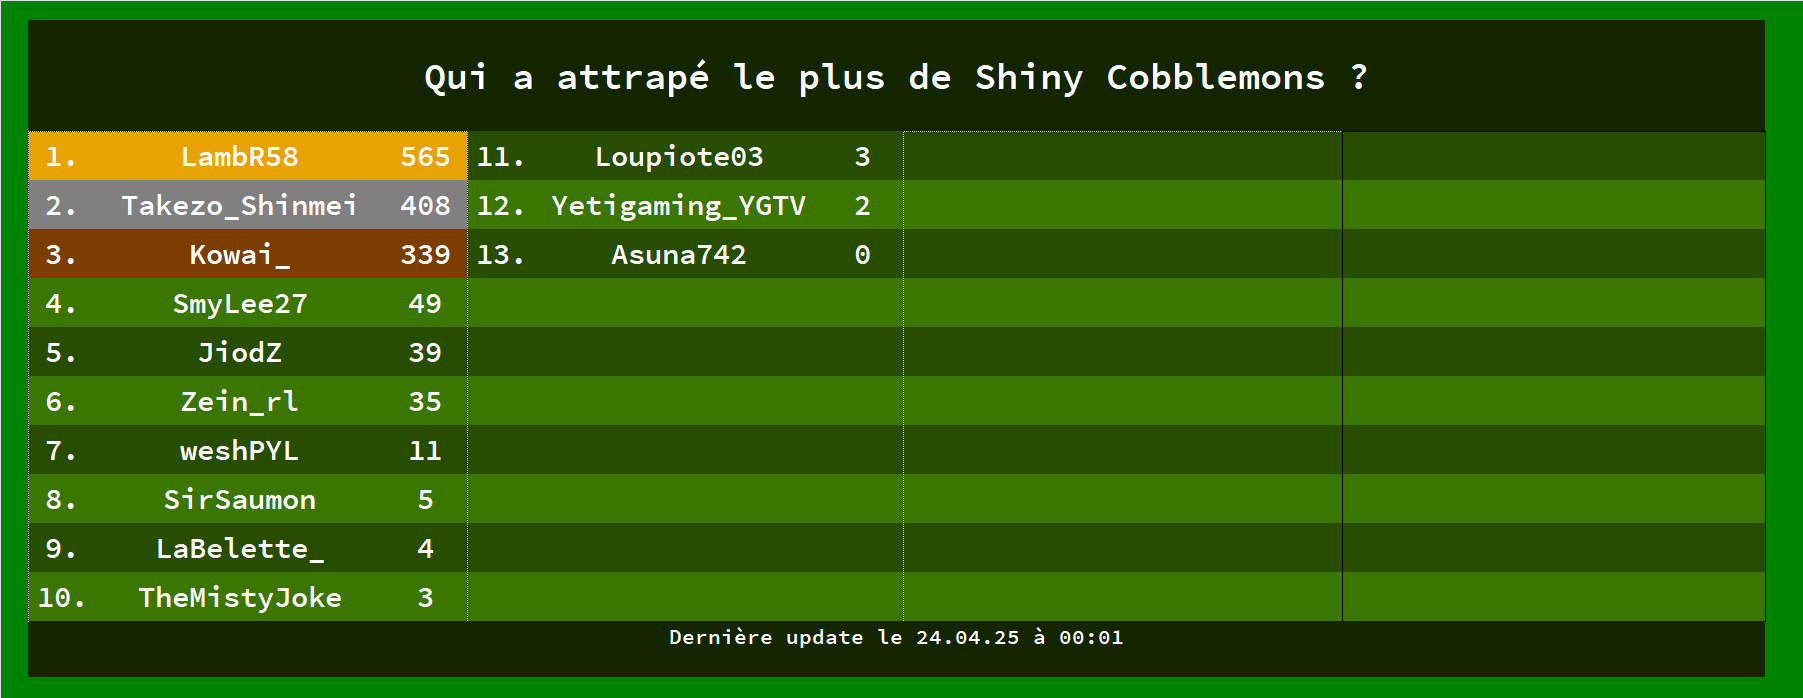 Qui a attrapé le plus de Shiny Cobblemons ?
1. LambR58 565
2. Takezo_Shinmei 408
3. Kowai_ 339
4. SmyLee27 49
5. JiodZ 39
6. Zein_rl 35
7. weshPYL 11
8. SirSaumon 5
9. LaBelette_ 4
10. TheMistyJoke 3
11. Loupiote03 3
12. Yetigaming_YGTV 2
13. Asuna742 0
Dernière update le 24.04.25 à 00:01